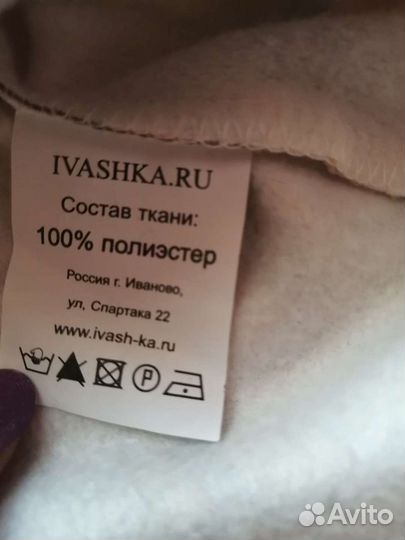 IVASHKA.RU
Состав ткани:
100% полиэстер
Россия г. Иваново,
ул, Спартака 22
www.ivash-ka.ru
P
Avito